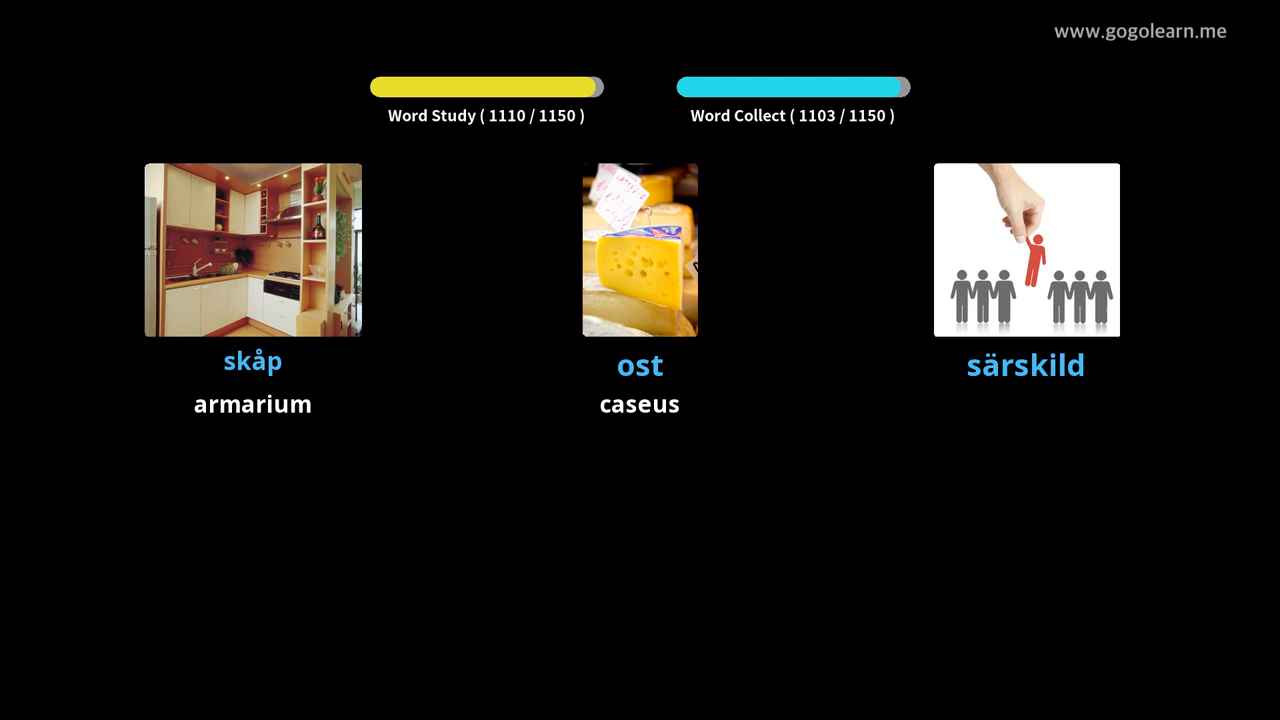 www.gogolearn.me
Word Study ( 1110 / 1150 )
Word Collect ( 1103 / 1150 )
skåp
ost
särskild
armarium
caseus